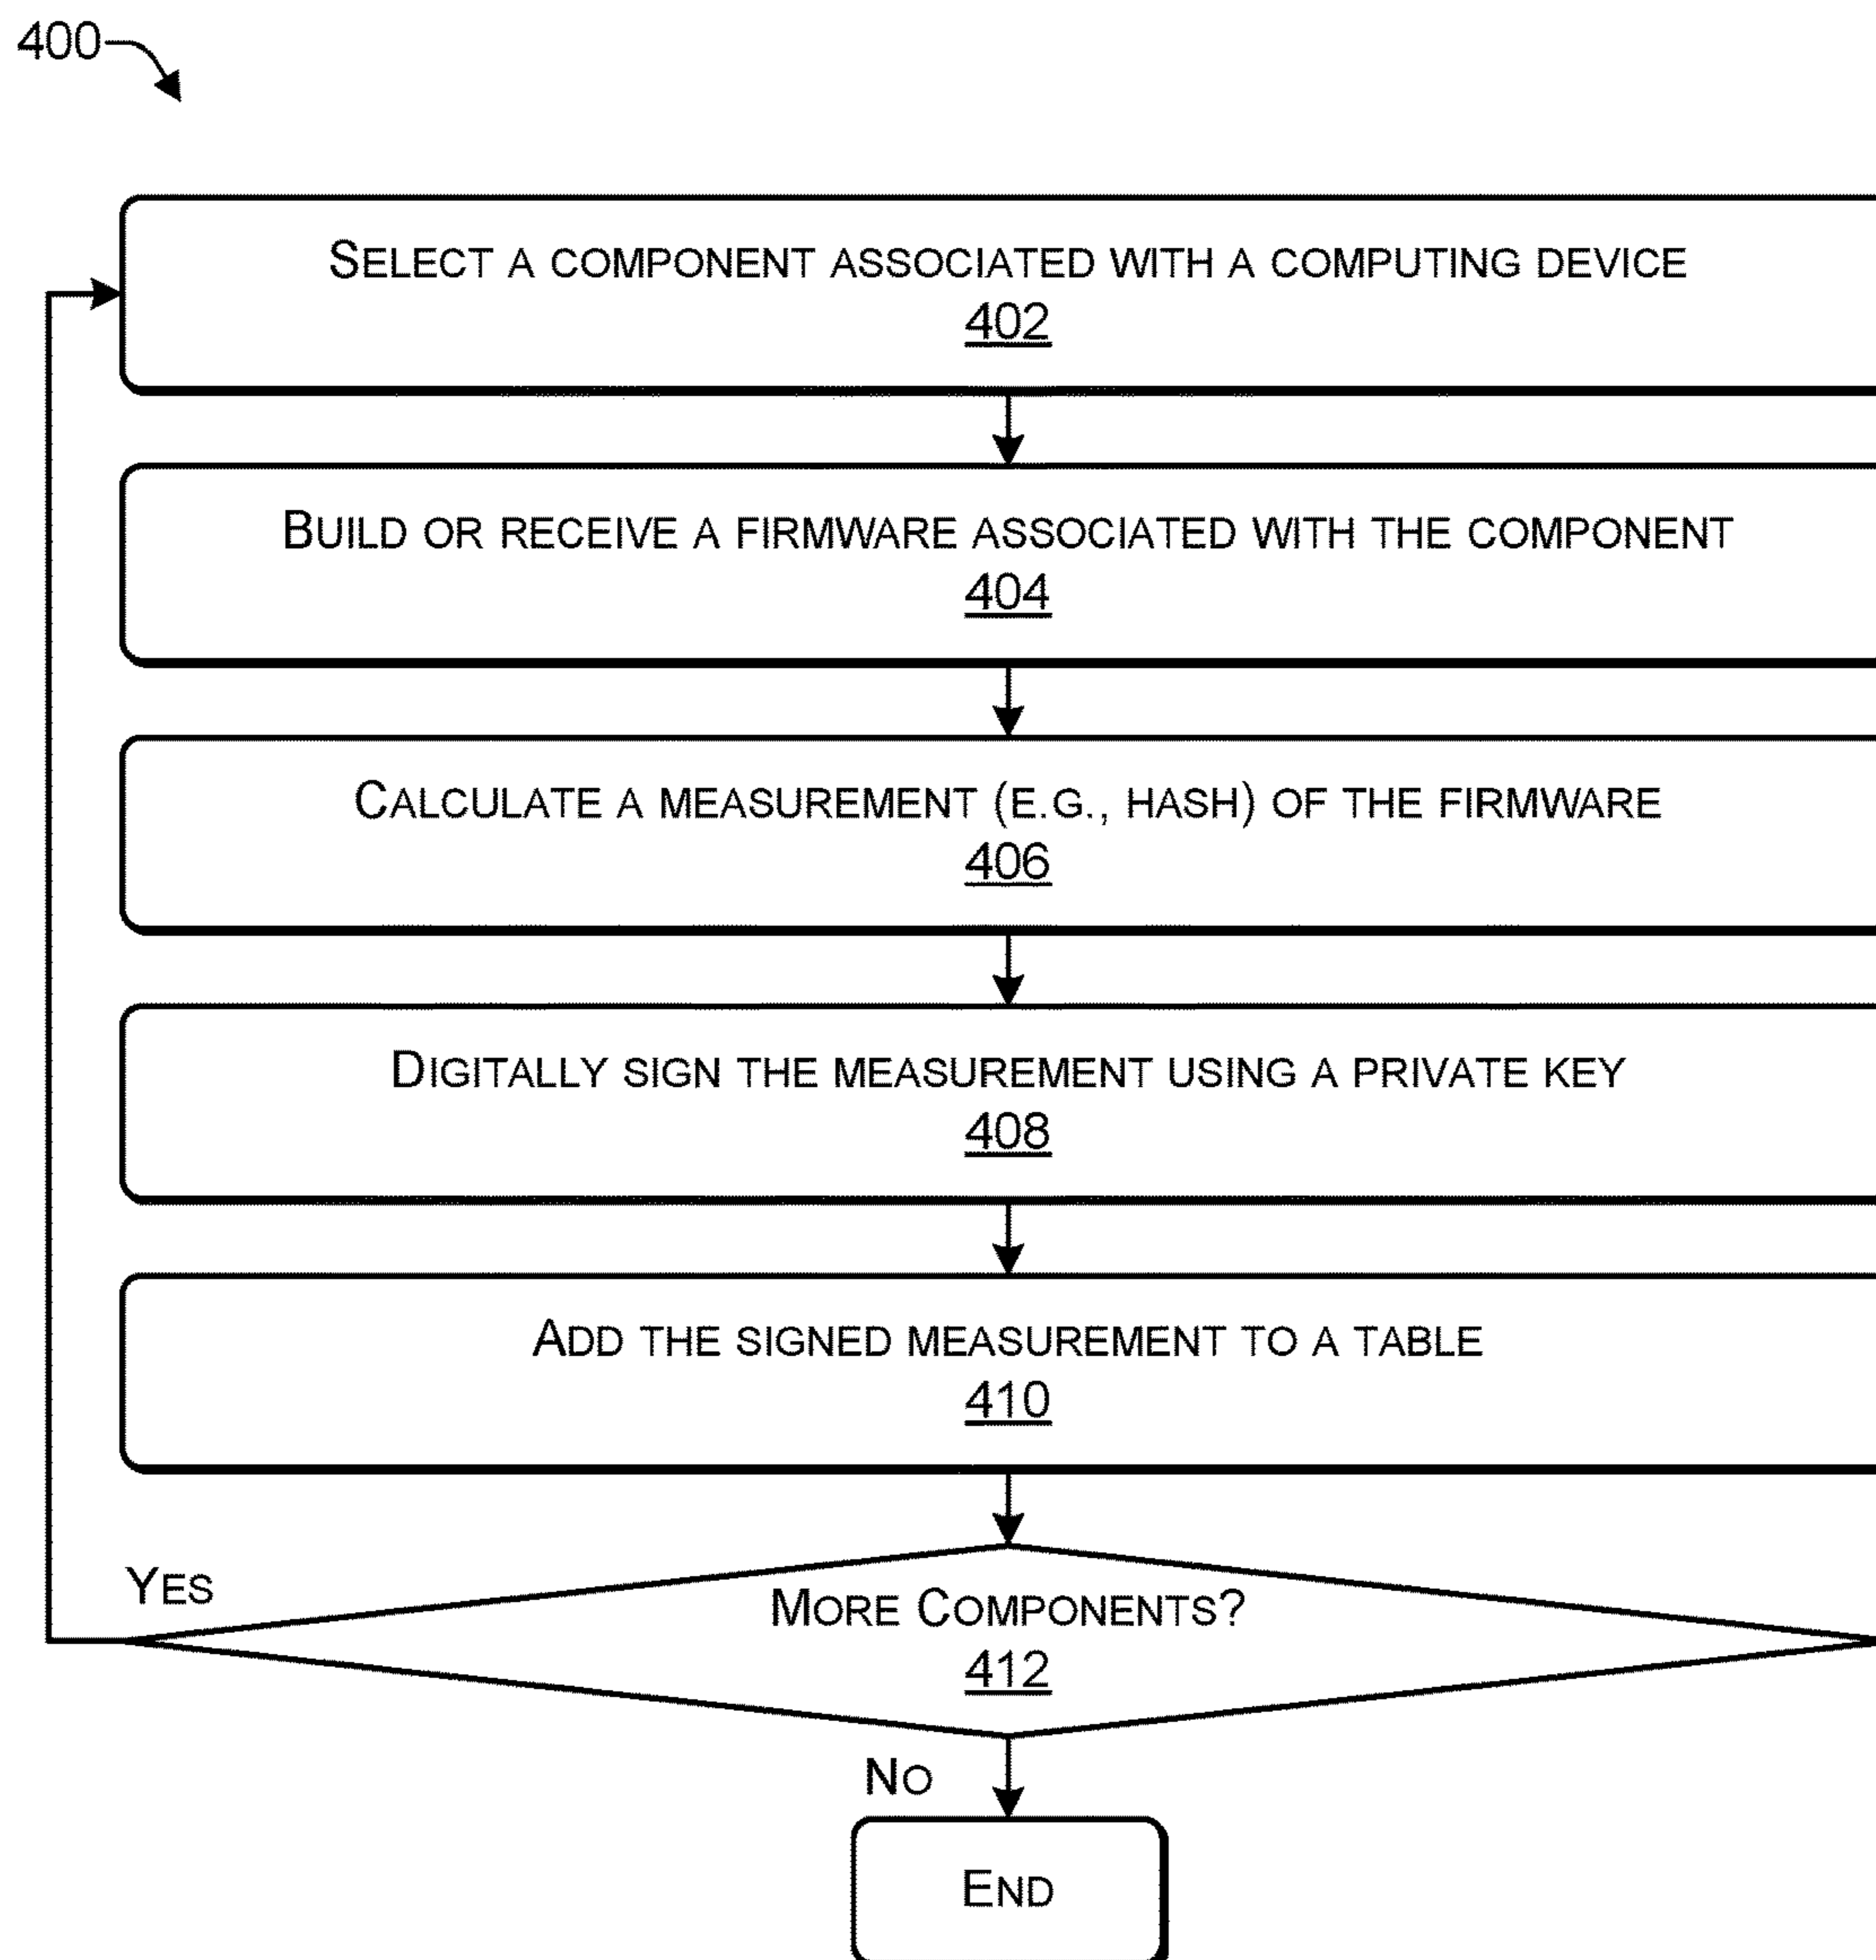 400
SELECT A COMPONENT ASSOCIATED WITH A COMPUTING DEVICE
402
BUILD OR RECEIVE A FIRMWARE ASSOCIATED WITH THE COMPONENT
404
CALCULATE A MEASUREMENT (E.G., HASH) OF THE FIRMWARE
406
DIGITALLY SIGN THE MEASUREMENT USING A PRIVATE KEY
408
ADD THE SIGNED MEASUREMENT TO A TABLE
410
YES
MORE COMPONENTS?
412
NO
END